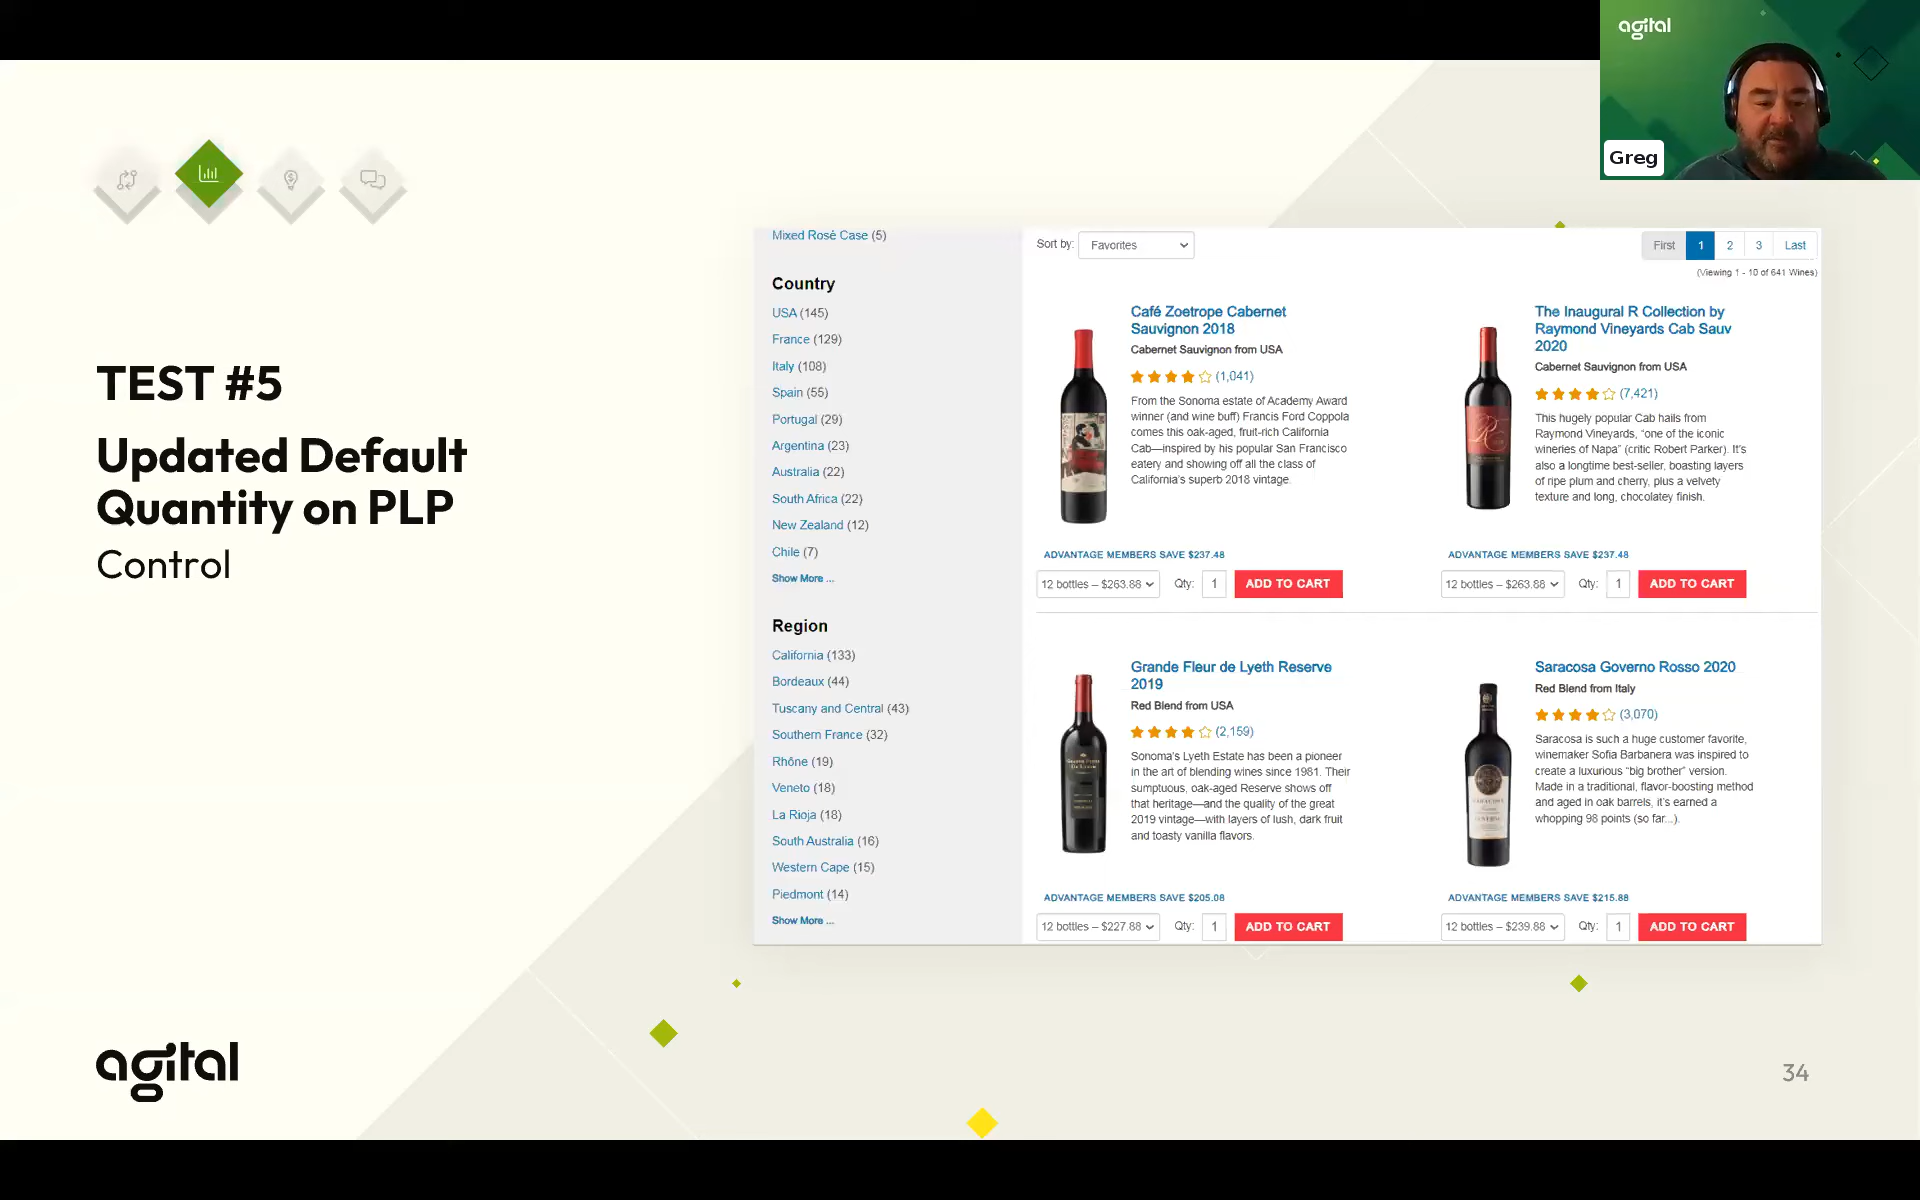 agital
Greg
TEST #5
Updated Default
Quantity on PLP
Control
Mixed Rosé Case (5)
Country
USA (145)
France (129)
Italy (108)
Spain (55)
Portugal (29)
Argentina (23)
Australia (22)
South Africa (22)
New Zealand (12)
Chile (7)
Show More ...
Region
California (133)
Bordeaux (44)
Tuscany and Central (43)
Southern France (32)
Rhône (19)
Veneto (18)
La Rioja (18)
South Australia (16)
Western Cape (15)
Piedmont (14)
Show More ...
Sort by: Favorites
First 1 2 3 Last
(Viewing 1 - 10 of 641 Wines)
Café Zoetrope Cabernet
Sauvignon 2018
Cabernet Sauvignon from USA
(1,041)
From the Sonoma estate of Academy Award
winner (and wine buff) Francis Ford Coppola
comes this oak-aged, fruit-rich California
Cab—inspired by his popular San Francisco
eatery and showing off all the class of
California's superb 2018 vintage.
ADVANTAGE MEMBERS SAVE $237.48
12 bottles – $263.88 Qty: 1 ADD TO CART
The Inaugural R Collection by
Raymond Vineyards Cab Sauv
2020
Cabernet Sauvignon from USA
(7,421)
This hugely popular Cab hails from
Raymond Vineyards, "one of the iconic
wineries of Napa" (critic Robert Parker). It's
also a longtime best-seller, boasting layers
of ripe plum and cherry, plus a velvety
texture and long, chocolatey finish.
ADVANTAGE MEMBERS SAVE $237.48
12 bottles – $263.88 Qty: 1 ADD TO CART
Grande Fleur de Lyeth Reserve
2019
Red Blend from USA
(2,159)
Sonoma's Lyeth Estate has been a pioneer
in the art of blending wines since 1981. Their
sumptuous, oak-aged Reserve shows off
that heritage—and the quality of the great
2019 vintage—with layers of lush, dark fruit
and toasty vanilla flavors.
ADVANTAGE MEMBERS SAVE $205.08
12 bottles – $227.88 Qty: 1 ADD TO CART
Saracosa Governo Rosso 2020
Red Blend from Italy
(3,070)
Saracosa is such a huge customer favorite,
winemaker Sofia Barbanera was inspired to
create a luxurious "big brother" version.
Made in a traditional, flavor-boosting method
and aged in oak barrels, it's earned a
whopping 98 points (so far...).
ADVANTAGE MEMBERS SAVE $215.88
12 bottles – $239.88 Qty: 1 ADD TO CART
agital
34